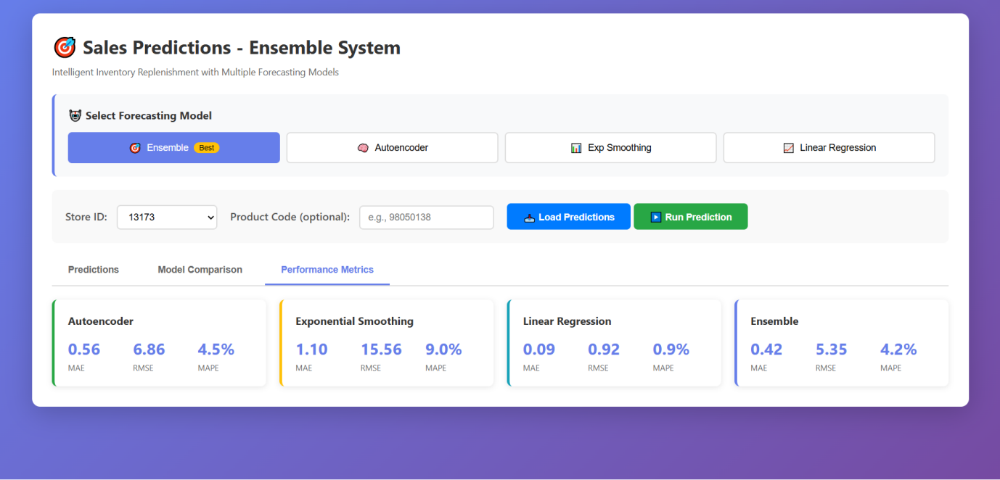 Sales Predictions - Ensemble System
Intelligent Inventory Replenishment with Multiple Forecasting Models
Select Forecasting Model
Ensemble Best Autoencoder Exp Smoothing Linear Regression
Store ID: 13173 Product Code (optional): e.g., 98050138 Load Predictions Run Prediction
Predictions Model Comparison Performance Metrics
Autoencoder
0.56 6.86 4.5%
MAE RMSE MAPE
Exponential Smoothing
1.10 15.56 9.0%
MAE RMSE MAPE
Linear Regression
0.09 0.92 0.9%
MAE RMSE MAPE
Ensemble
0.42 5.35 4.2%
MAE RMSE MAPE